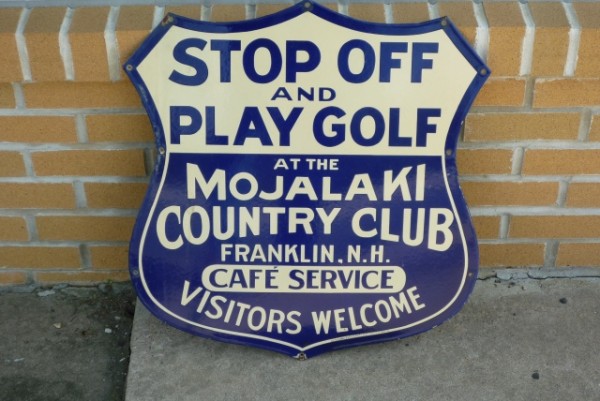 STOP OFF
AND
PLAY GOLF
AT THE
MOJALAKI
COUNTRY CLUB
FRANKLIN, N.H.
CAFÉ SERVICE
VISITORS WELCOME